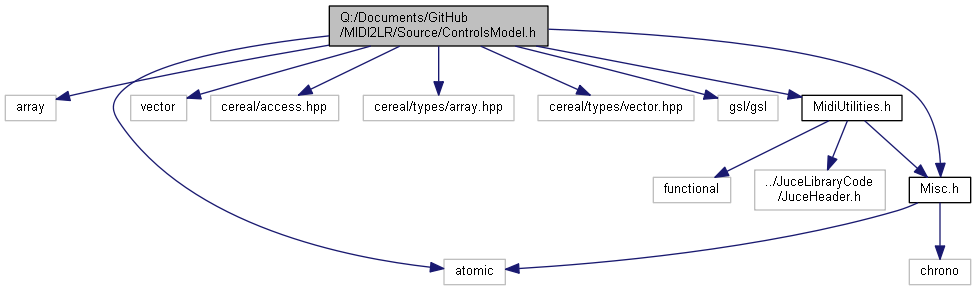 Q:/Documents/GitHub
/MIDI2LR/Source/ControlsModel.h
array
vector
cereal/access.hpp
cereal/types/array.hpp
cereal/types/vector.hpp
gsl/gsl
MidiUtilities.h
functional
../JuceLibraryCode
/JuceHeader.h
Misc.h
atomic
chrono